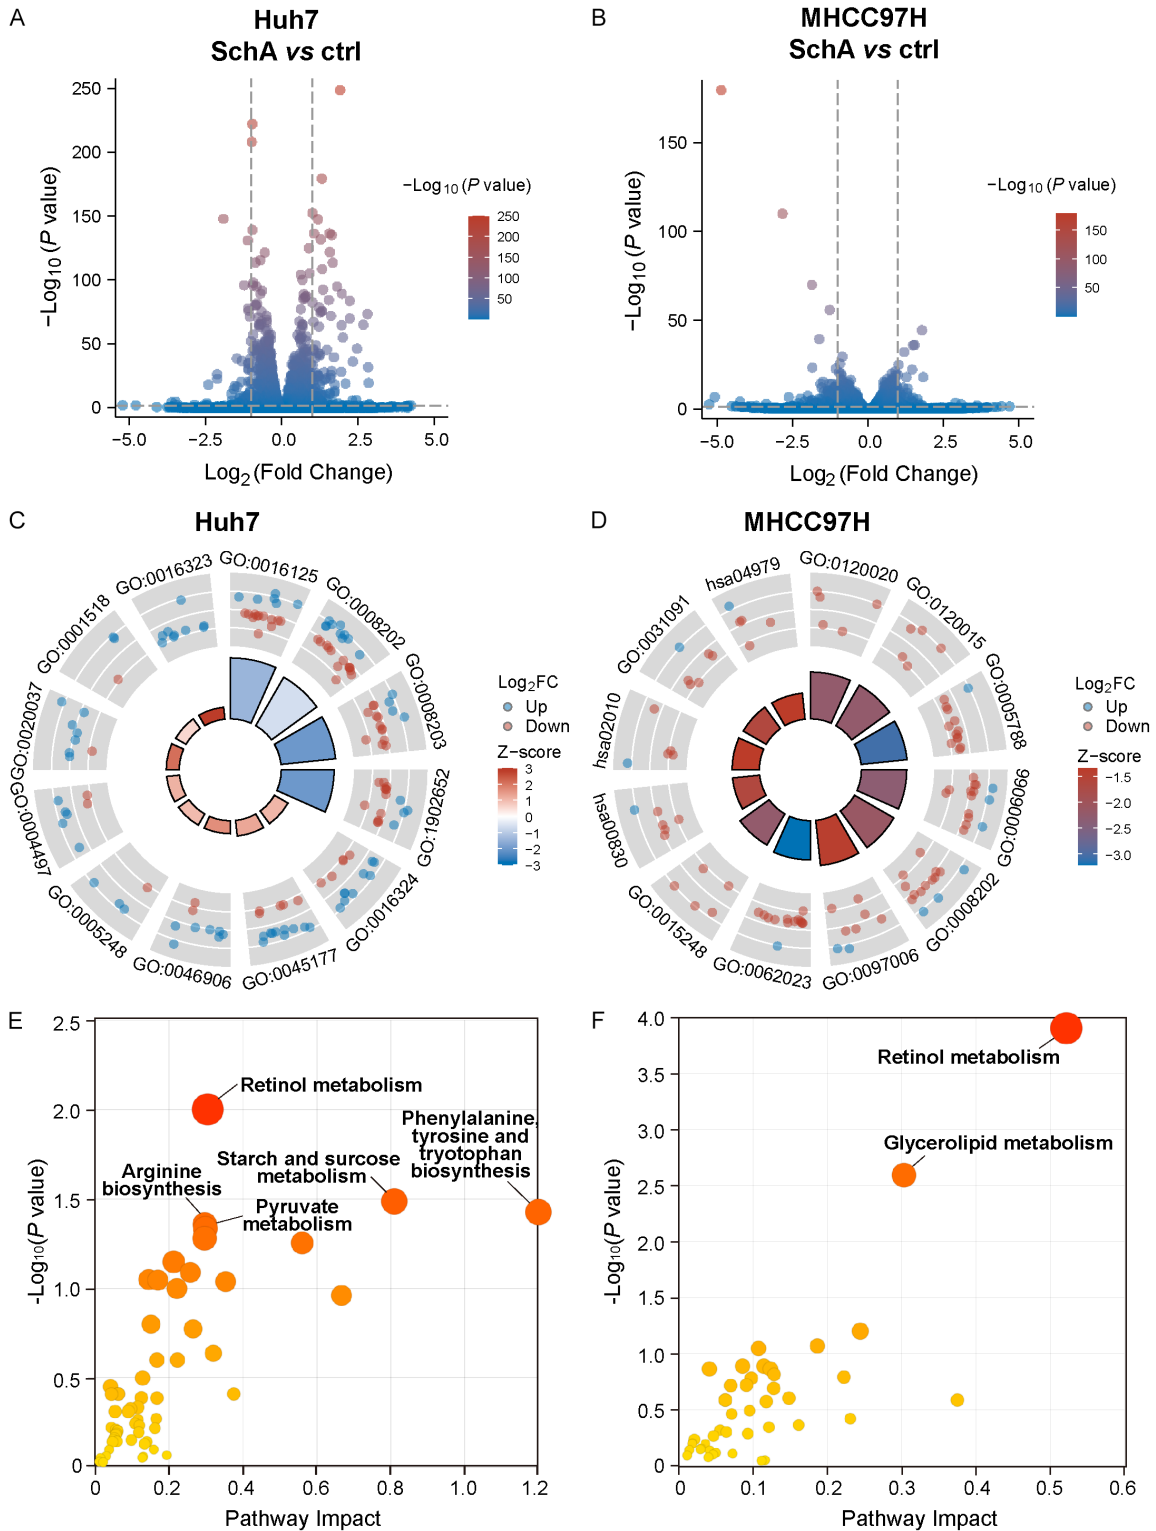 A
Huh7
SchA vs ctrl
250
200
150
100
50
0
−5.0
−2.5
0.0
2.5
5.0
−Log10 (P value)
Log2 (Fold Change)
−Log10 (P value)
250
200
150
100
50
B
MHCC97H
SchA vs ctrl
150
100
50
0
−5.0
−2.5
0.0
2.5
5.0
−Log10 (P value)
Log2 (Fold Change)
−Log10 (P value)
150
100
50
C
Huh7
GO:0016125
GO:0008202
GO:0008203
GO:1902652
GO:0016324
GO:0045177
GO:0046906
GO:0005248
GO:0004497
GO:0020037
GO:0001518
GO:0016323
Log2FC
Up
Down
Z−score
3
2
1
0
−1
−2
−3
D
MHCC97H
GO:0120020
GO:0120015
GO:0005788
GO:0006066
GO:0008202
GO:0097006
GO:0062023
GO:0015248
hsa00830
hsa02010
GO:0031091
hsa04979
Log2FC
Up
Down
Z−score
−1.5
−2.0
−2.5
−3.0
E
2.5
2.0
1.5
1.0
0.5
0
0
0.2
0.4
0.6
0.8
1.0
1.2
-Log10(P value)
Pathway Impact
Retinol metabolism
Phenylalanine,
tyrosine and
tryotophan
biosynthesis
Starch and surcose
metabolism
Arginine
biosynthesis
Pyruvate
metabolism
F
4.0
3.5
3.0
2.5
2.0
1.5
1.0
0.5
0
0
0.1
0.2
0.3
0.4
0.5
0.6
-Log10(P value)
Pathway Impact
Retinol metabolism
Glycerolipid metabolism